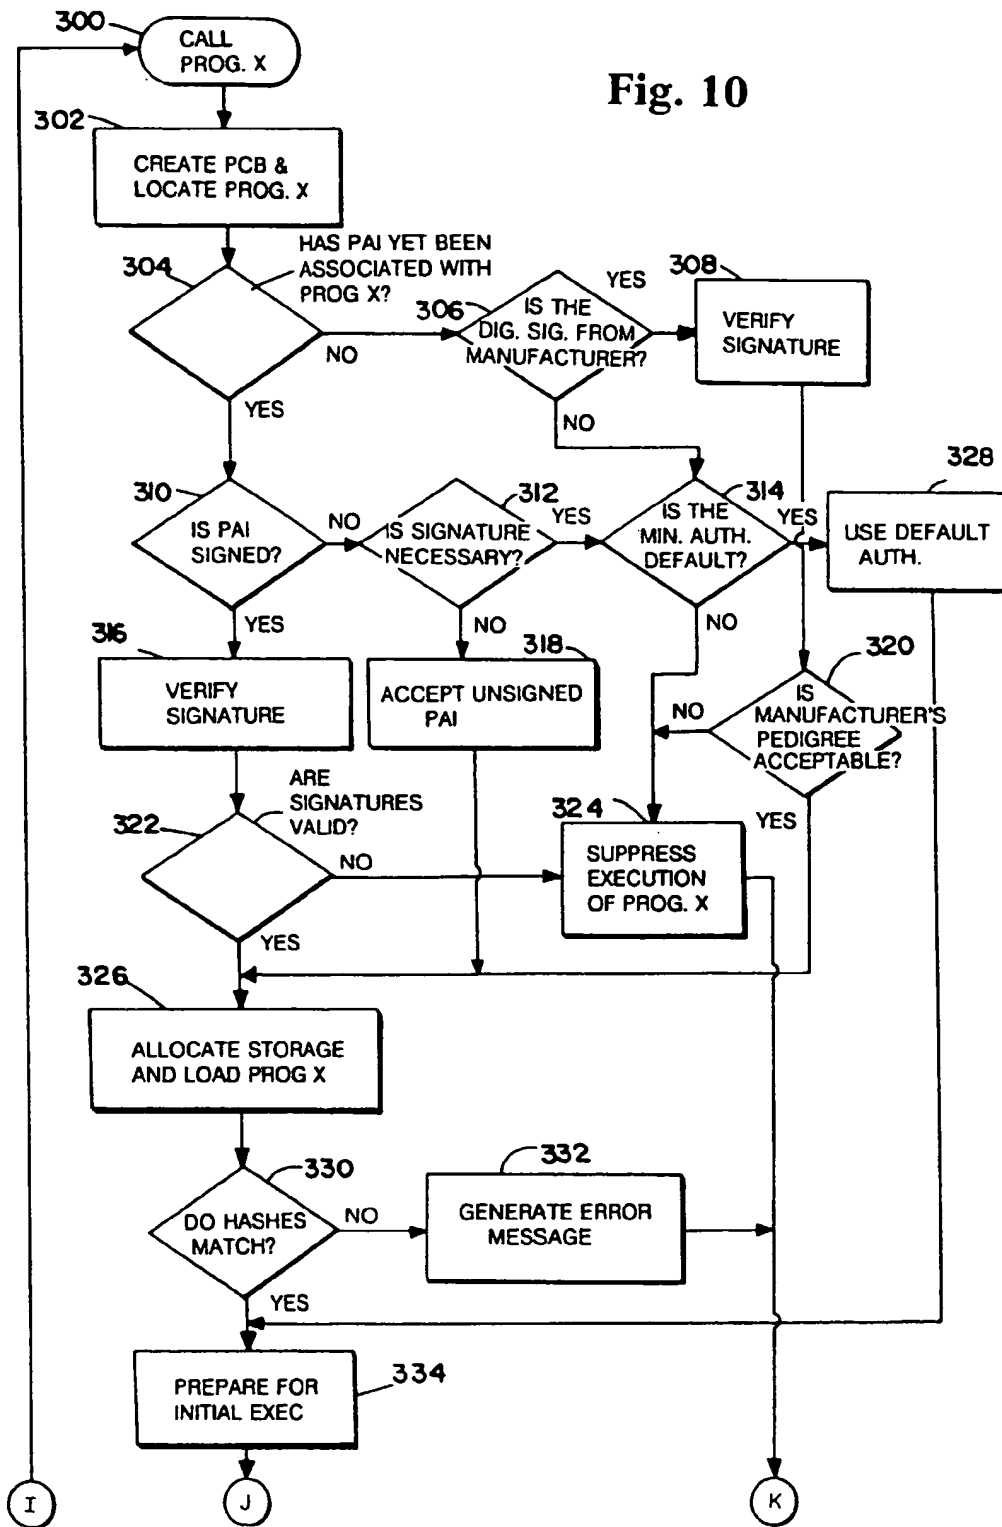 300
CALL
PROG. X
Fig. 10
302
CREATE PCB &
LOCATE PROG. X
304
HAS PAI YET BEEN
ASSOCIATED WITH
PROG X?
NO
YES
306
IS THE
DIG. SIG. FROM
MANUFACTURER?
YES
NO
308
VERIFY
SIGNATURE
310
IS PAI
SIGNED?
NO
YES
312
IS SIGNATURE
NECESSARY?
YES
NO
314
IS THE
MIN. AUTH.
DEFAULT?
YES
NO
328
USE DEFAULT
AUTH.
316
VERIFY
SIGNATURE
318
ACCEPT UNSIGNED
PAI
320
IS
MANUFACTURER'S
PEDIGREE
ACCEPTABLE?
NO
YES
322
ARE
SIGNATURES
VALID?
NO
YES
324
SUPPRESS
EXECUTION
OF PROG. X
326
ALLOCATE STORAGE
AND LOAD PROG X
330
DO HASHES
MATCH?
NO
YES
332
GENERATE ERROR
MESSAGE
334
PREPARE FOR
INITIAL EXEC
I
J
K